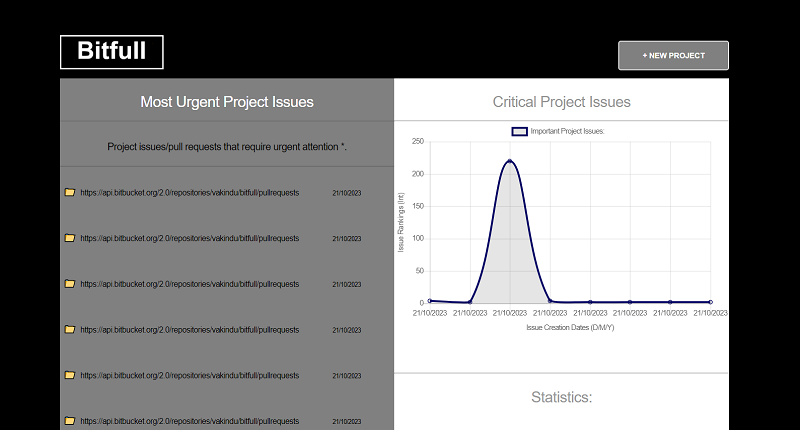 Bitfull
+ NEW PROJECT
Most Urgent Project Issues
Project issues/pull requests that require urgent attention *.
https://api.bitbucket.org/2.0/repositories/vakindu/bitfull/pullrequests 21/10/2023
https://api.bitbucket.org/2.0/repositories/vakindu/bitfull/pullrequests 21/10/2023
https://api.bitbucket.org/2.0/repositories/vakindu/bitfull/pullrequests 21/10/2023
https://api.bitbucket.org/2.0/repositories/vakindu/bitfull/pullrequests 21/10/2023
https://api.bitbucket.org/2.0/repositories/vakindu/bitfull/pullrequests 21/10/2023
https://api.bitbucket.org/2.0/repositories/vakindu/bitfull/pullrequests 21/10/2023
Critical Project Issues
Important Project Issues:
250
200
150
100
50
0
Issue Rankings (Int)
21/10/2023 21/10/2023 21/10/2023 21/10/2023 21/10/2023 21/10/2023 21/10/2023 21/10/2023
Issue Creation Dates (D/M/Y)
Statistics: